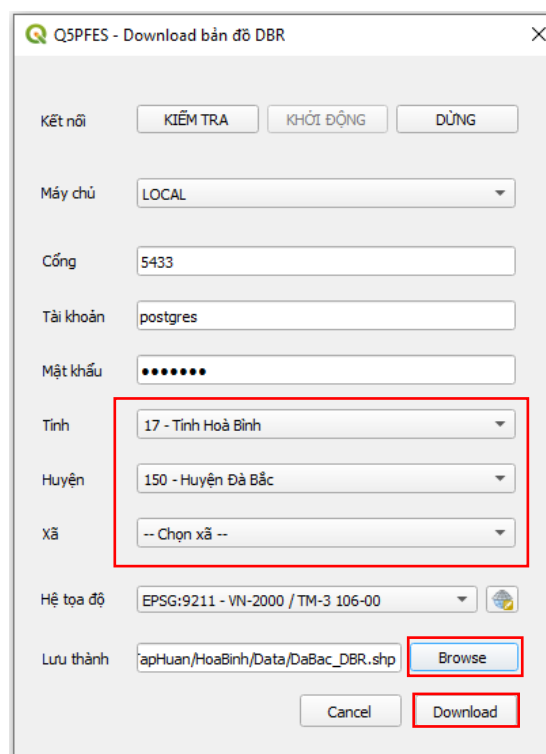 Q5PFES - Download bản đồ DBR
Kết nối KIỂM TRA KHỞI ĐỘNG DỪNG
Máy chủ LOCAL
Cổng 5433
Tài khoản postgres
Mật khẩu •••••••
Tỉnh 17 - Tỉnh Hoà Bình
Huyện 150 - Huyện Đà Bắc
Xã -- Chọn xã --
Hệ tọa độ EPSG:9211 - VN-2000 / TM-3 106-00
Lưu thành TapHuan/HoaBinh/Data/DaBac_DBR.shp Browse
Cancel Download